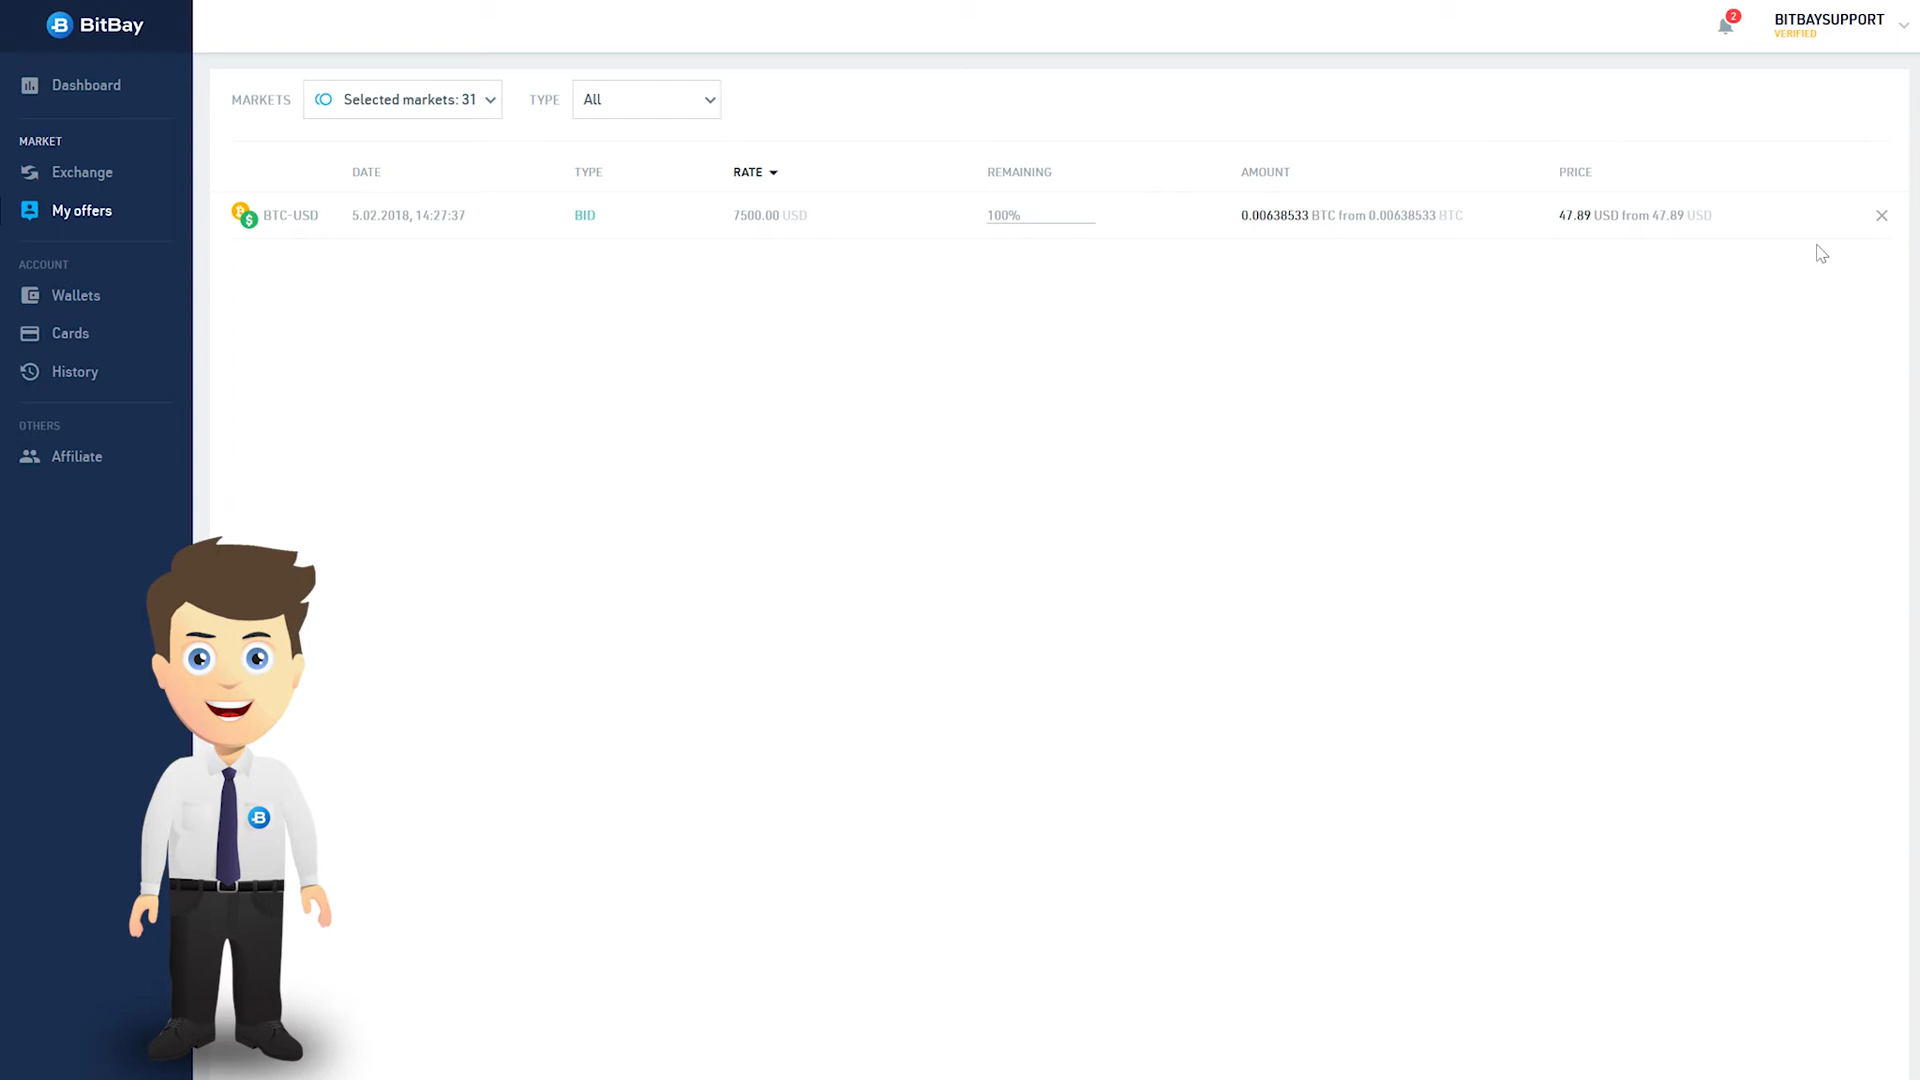 BitBay
2
BITBAYSUPPORT
VERIFIED
Dashboard
MARKET
Exchange
My offers
ACCOUNT
Wallets
Cards
History
OTHERS
Affiliate
MARKETS Selected markets: 31 TYPE All
DATE TYPE RATE REMAINING AMOUNT PRICE
BTC-USD 5.02.2018, 14:27:37 BID 7500.00 USD 100% 0.00638533 BTC from 0.00638533 BTC 47.89 USD from 47.89 USD